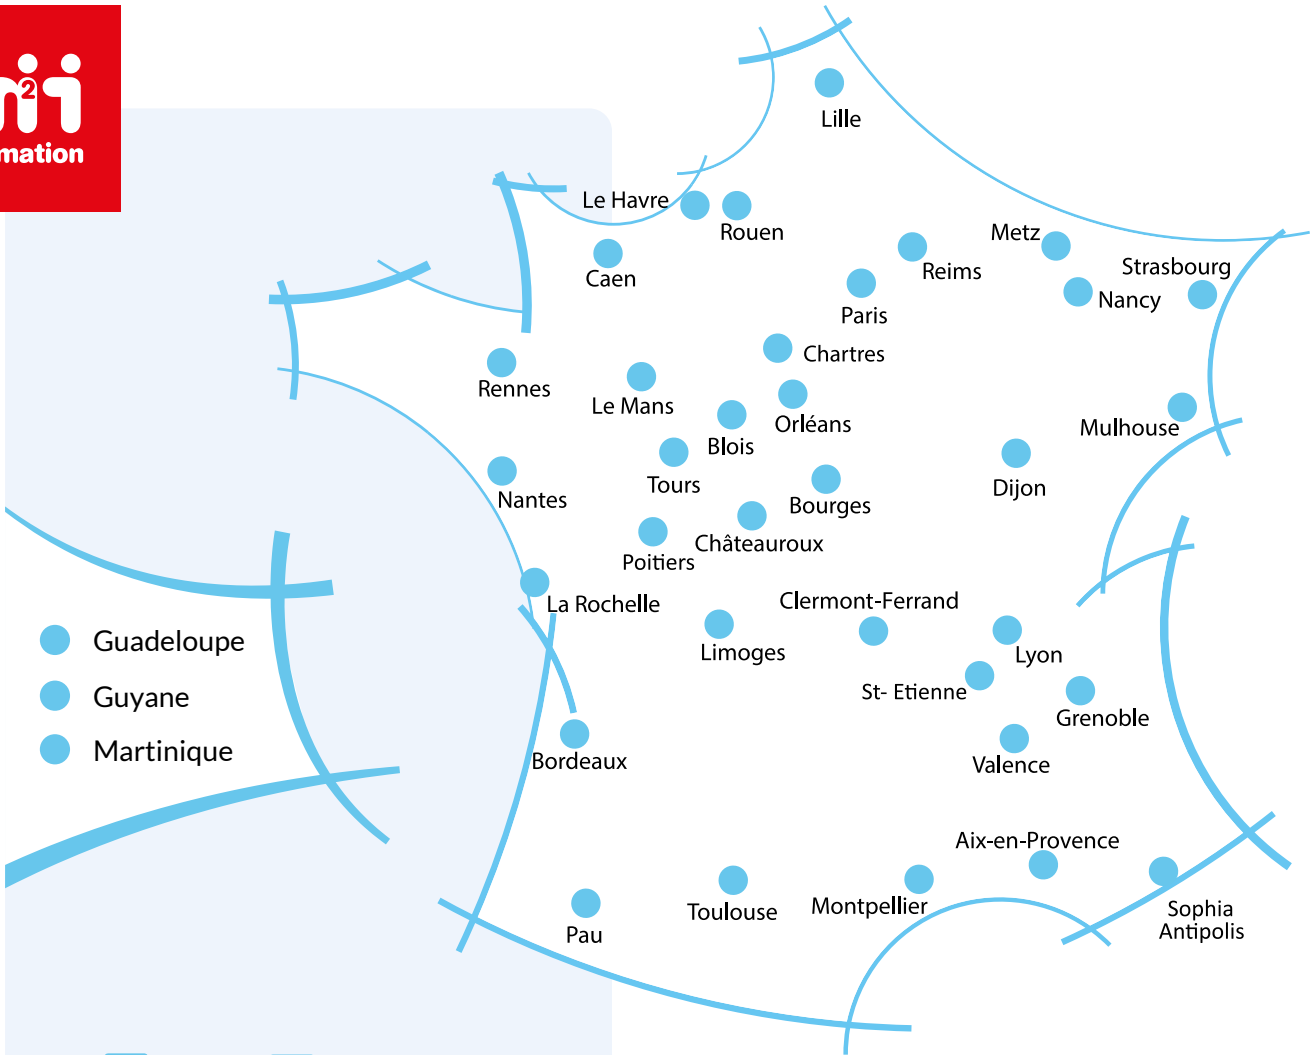 mation
Lille
Le Havre
Rouen
Caen
Metz
Reims
Strasbourg
Nancy
Paris
Chartres
Rennes
Le Mans
Orléans
Blois
Mulhouse
Tours
Dijon
Nantes
Bourges
Châteauroux
Poitiers
La Rochelle
Clermont-Ferrand
Limoges
Lyon
St- Etienne
Grenoble
Guadeloupe
Guyane
Martinique
Bordeaux
Valence
Aix-en-Provence
Toulouse
Montpellier
Sophia
Antipolis
Pau